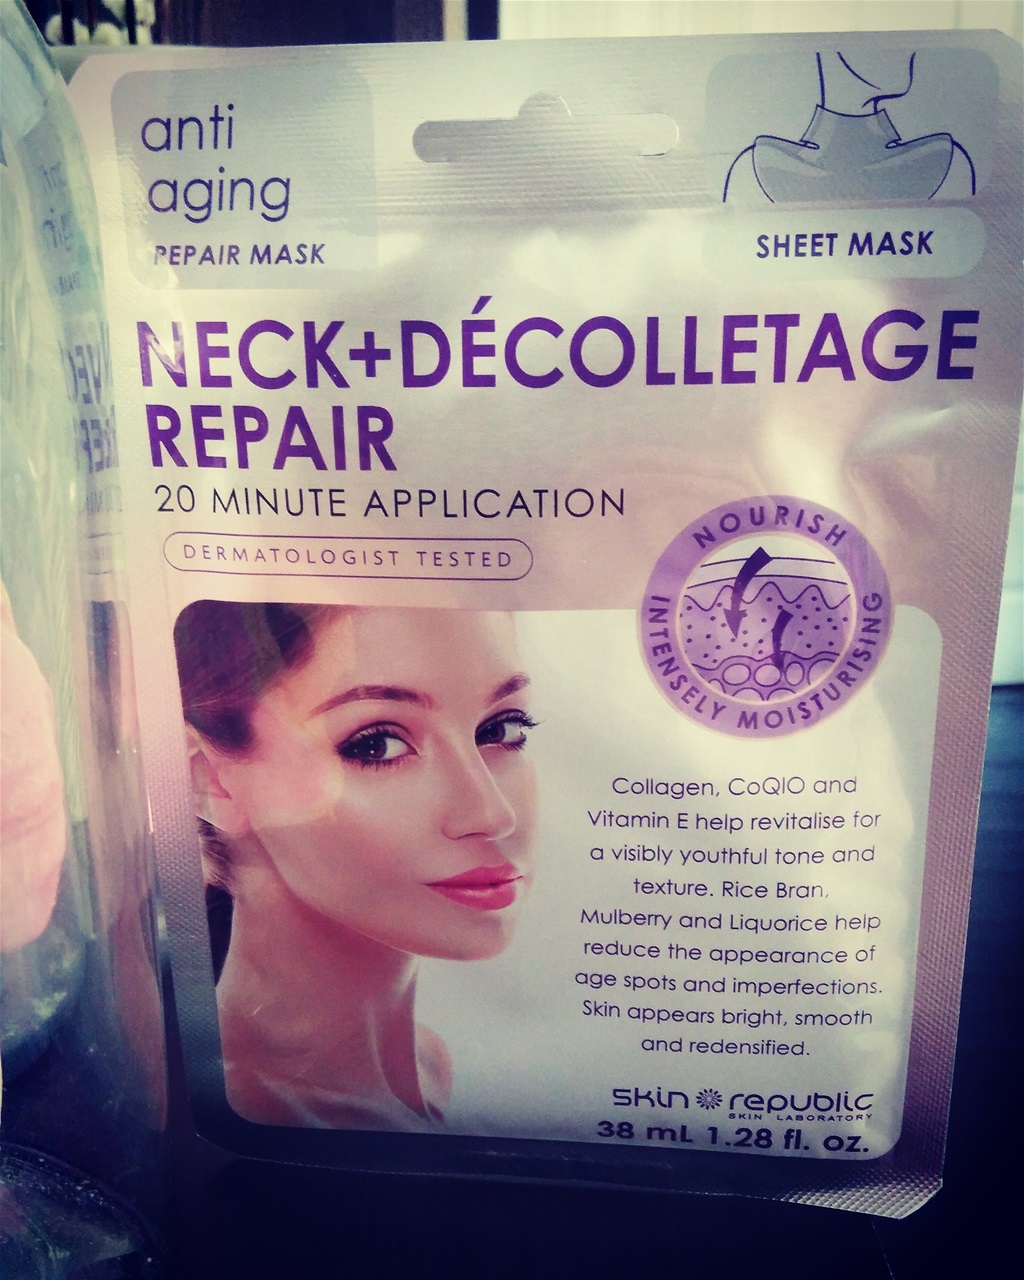 anti
aging
REPAIR MASK
SHEET MASK
NECK+DÉCOLLETAGE
REPAIR
20 MINUTE APPLICATION
DERMATOLOGIST TESTED
NOURISH
INTENSELY MOISTURISING
Collagen, CoQ10 and
Vitamin E help revitalise for
a visibly youthful tone and
texture. Rice Bran,
Mulberry and Liquorice help
reduce the appearance of
age spots and imperfections.
Skin appears bright, smooth
and redensified.
skin republic
SKIN LABORATORY
38 mL 1.28 fl. oz.